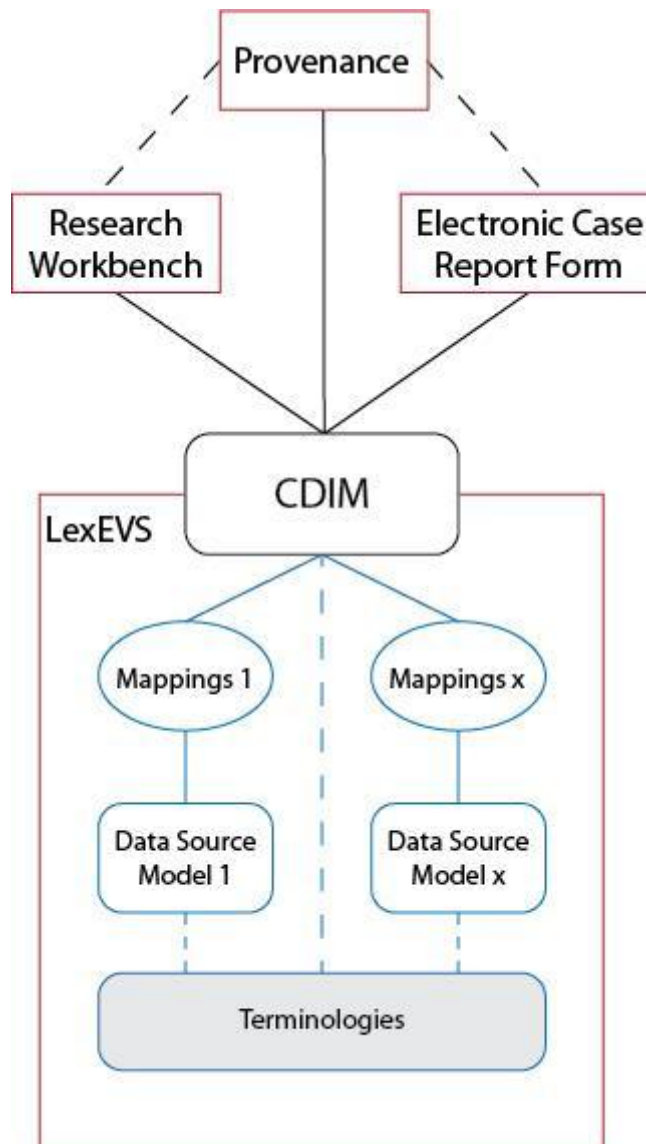 Provenance
Research
Workbench
Electronic Case
Report Form
CDIM
LexEVS
Mappings 1
Mappings x
Data Source
Model 1
Data Source
Model x
Terminologies